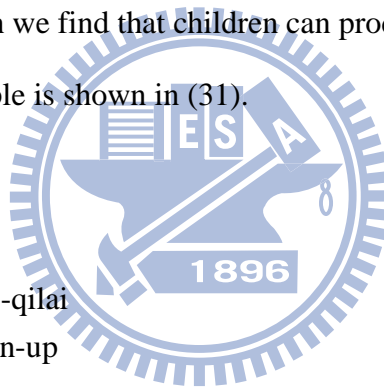 n we find that children can proc
ple is shown in (31).
E S
A
8
1896
-qilai
n-up